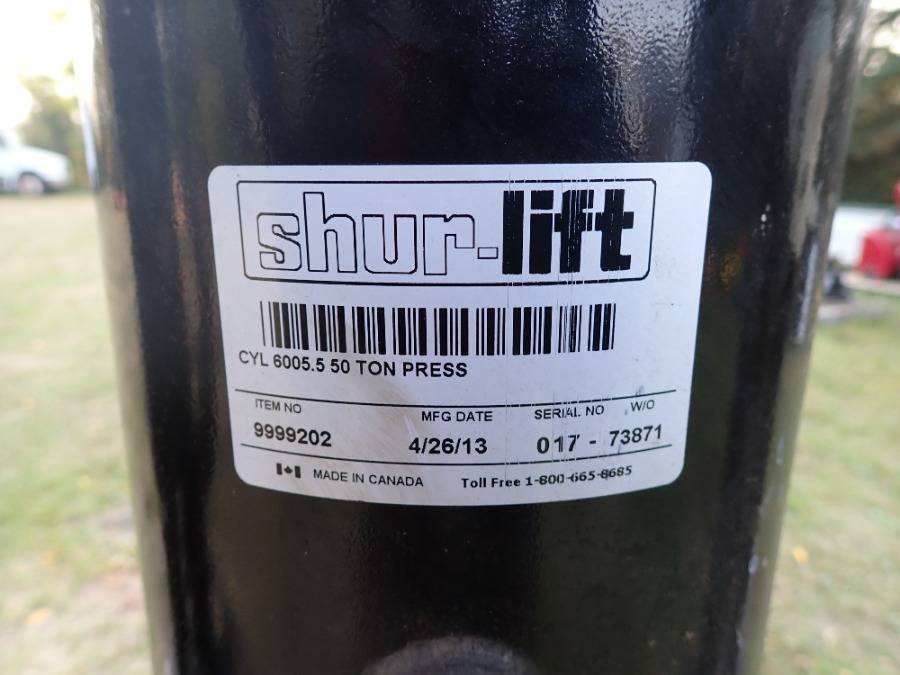 shur-lift
CYL 6005.5 50 TON PRESS
ITEM NO MFG DATE SERIAL NO W/O
9999202 4/26/13 017 - 73871
MADE IN CANADA Toll Free 1-800-665-8685